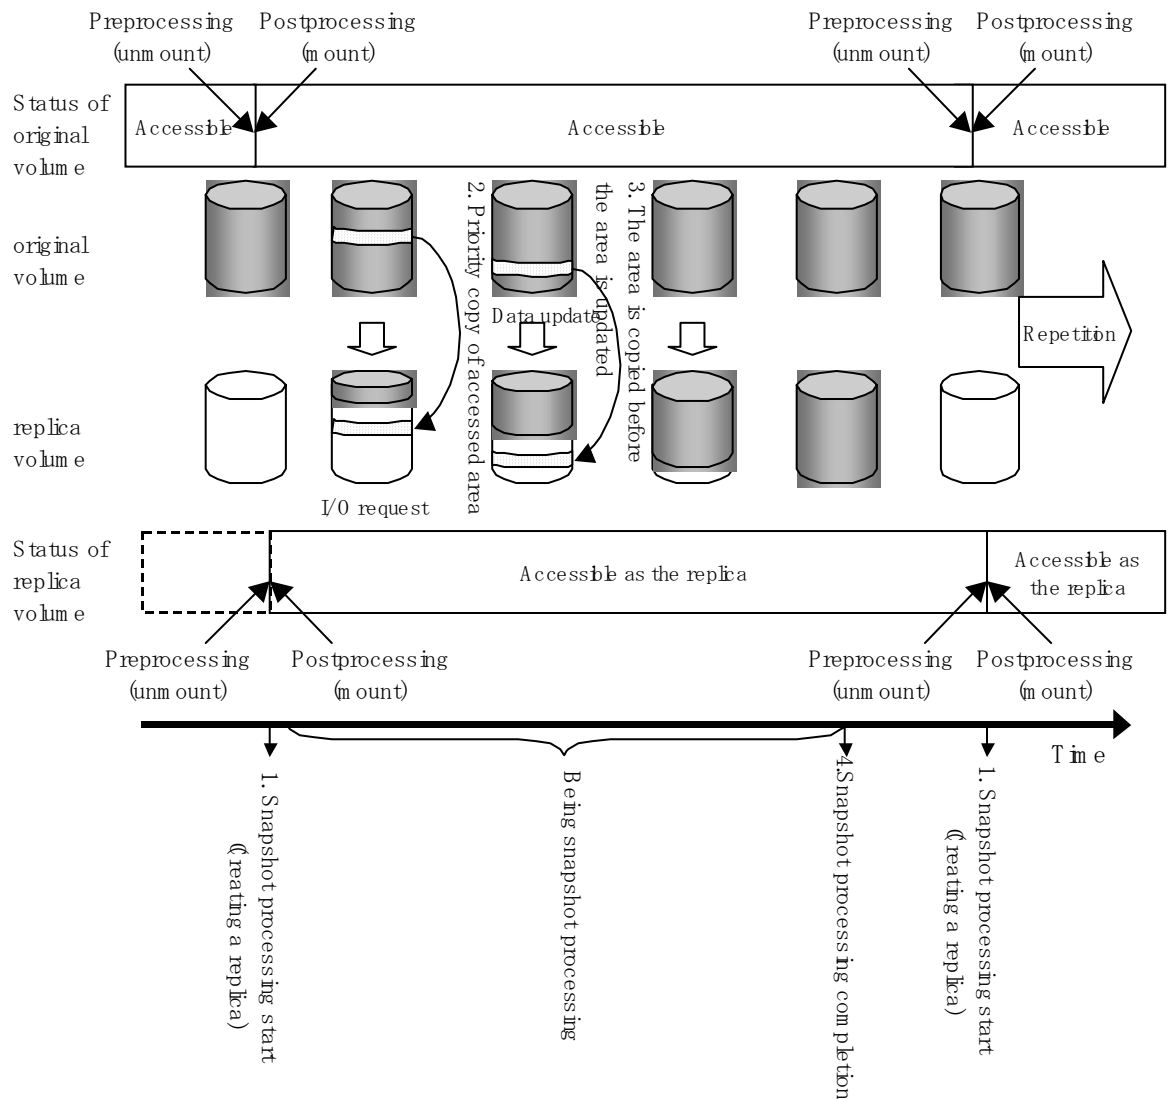 Preprocessing
(unmount)
Postprocessing
(mount)
Preprocessing
(unmount)
Postprocessing
(mount)
Status of
original
volume
Accessible
Accessible
Accessible
original
volume
2. Priority copy of accessed area
Data update
3. The area is copied before
the area is updated
Repetition
replica
volume
I/O request
Status of
replica
volume
Accessible as the replica
Accessible as
the replica
Preprocessing
(unmount)
Postprocessing
(mount)
Preprocessing
(unmount)
Postprocessing
(mount)
Time
1. Snapshot processing start
(Creating a replica)
Being snapshot processing
4.Snapshot processing completion
1. Snapshot processing start
(Creating a replica)